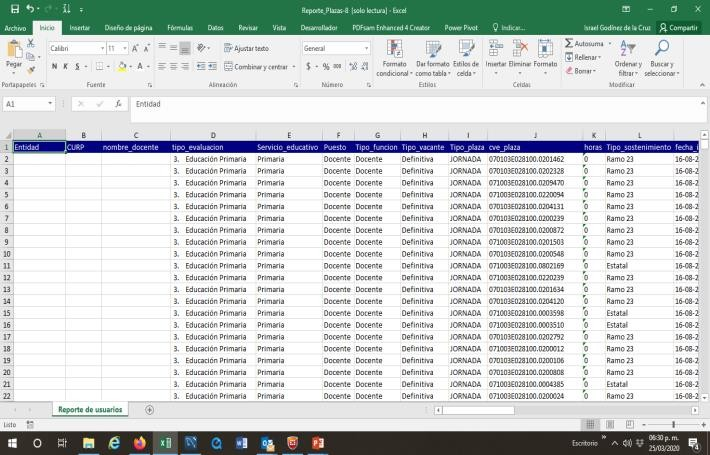 Reporte_Plazas-8 [solo lectura] - Excel
Archivo Inicio Insertar Diseño de página Fórmulas Datos Revisar Vista Desarrollador PDFsam Enhanced 4 Creator Power Pivot Indicar... Israel Godínez de la Cruz Compartir
Pegar Calibri 11 Ajustar texto General Formato condicional Dar formato como tabla Estilos de celda Insertar Eliminar Formato Autosuma Ordenar y filtrar Buscar y seleccionar
N K S Combinar y centrar $ % 000 Rellenar
Borrar
Portapapeles Fuente Alineación Número Estilos Celdas Modificar
A1 fx Entidad
A B C D E F G H I J K L
1 Entidad CURP nombre_docente tipo_evaluacion Servicio_educativo Puesto Tipo_funcion Tipo_vacante Tipo_plaza cve_plaza horas Tipo_sostenimiento fecha_i
2 3. Educación Primaria Primaria Docente Docente Definitiva JORNADA 070103E028100.0201462 0 Ramo 23 16-08-2
3 3. Educación Primaria Primaria Docente Docente Definitiva JORNADA 070103E028100.0202328 0 Ramo 23 16-08-2
4 3. Educación Primaria Primaria Docente Docente Definitiva JORNADA 070103E028100.0209470 0 Ramo 23 16-08-2
5 3. Educación Primaria Primaria Docente Docente Definitiva JORNADA 070103E028100.0220094 0 Ramo 23 16-08-2
6 3. Educación Primaria Primaria Docente Docente Definitiva JORNADA 070103E028100.0204131 0 Ramo 23 16-08-2
7 3. Educación Primaria Primaria Docente Docente Definitiva JORNADA 070103E028100.0200239 0 Ramo 23 16-08-2
8 3. Educación Primaria Primaria Docente Docente Definitiva JORNADA 070103E028100.0200872 0 Ramo 23 16-08-2
9 3. Educación Primaria Primaria Docente Docente Definitiva JORNADA 071003E028100.0201503 0 Ramo 23 16-08-2
10 3. Educación Primaria Primaria Docente Docente Definitiva JORNADA 070103E028100.0200548 0 Ramo 23 16-08-2
11 3. Educación Primaria Primaria Docente Docente Definitiva JORNADA 071003E028100.0802169 0 Estatal 16-08-2
12 3. Educación Primaria Primaria Docente Docente Definitiva JORNADA 070103E028100.0220239 0 Ramo 23 16-08-2
13 3. Educación Primaria Primaria Docente Docente Definitiva JORNADA 070103E028100.0201634 0 Ramo 23 16-08-2
14 3. Educación Primaria Primaria Docente Docente Definitiva JORNADA 070103E028100.0204120 0 Ramo 23 16-08-2
15 3. Educación Primaria Primaria Docente Docente Definitiva JORNADA 071003E028100.0003598 0 Estatal 16-08-2
16 3. Educación Primaria Primaria Docente Docente Definitiva JORNADA 071003E028100.0003510 0 Estatal 16-08-2
17 3. Educación Primaria Primaria Docente Docente Definitiva JORNADA 070103E028100.0202792 0 Ramo 23 16-08-2
18 3. Educación Primaria Primaria Docente Docente Definitiva JORNADA 070103E028100.0200012 0 Ramo 23 16-08-2
19 3. Educación Primaria Primaria Docente Docente Definitiva JORNADA 070103E028100.0200106 0 Ramo 23 16-08-2
20 3. Educación Primaria Primaria Docente Docente Definitiva JORNADA 070103E028100.0200808 0 Ramo 23 16-08-2
21 3. Educación Primaria Primaria Docente Docente Definitiva JORNADA 071003E028100.0004385 0 Estatal 16-08-2
22 3. Educación Primaria Primaria Docente Docente Definitiva JORNADA 070103E028100.0200024 0 Ramo 23 16-08-2
Reporte de usuarios
Listo
Escritorio 06:30 p. m.
25/03/2020